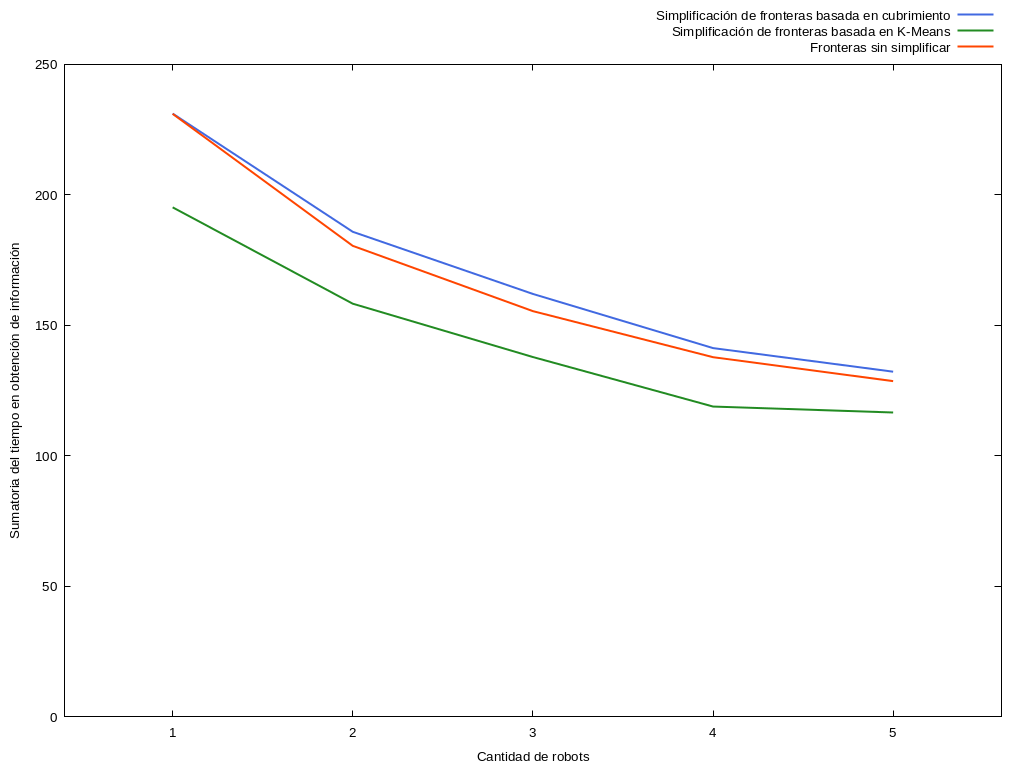 Simplificación de fronteras basada en cubrimiento
Simplificación de fronteras basada en K-Means
Fronteras sin simplificar
250
200
150
100
50
0
1 2 3 4 5
Sumatoria del tiempo en obtención de información
Cantidad de robots